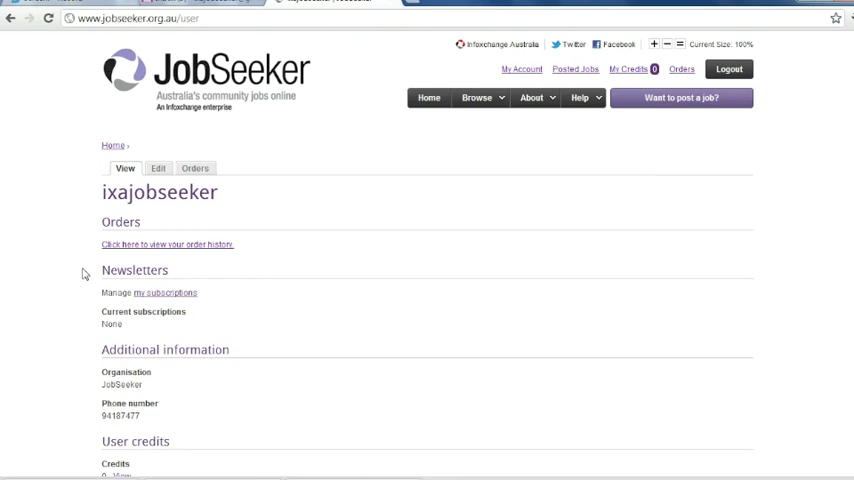 www.jobseeker.org.au/user
Infoxchange Australia Twitter Facebook + − = Current Size: 100%
JobSeeker
Australia's community jobs online
An Infoxchange enterprise
My Account Posted Jobs My Credits 0 Orders Logout
Home Browse About Help Want to post a job?
Home ›
View Edit Orders
ixajobseeker
Orders
Click here to view your order history.
Newsletters
Manage my subscriptions
Current subscriptions
None
Additional information
Organisation
JobSeeker
Phone number
94187477
User credits
Credits
0 View